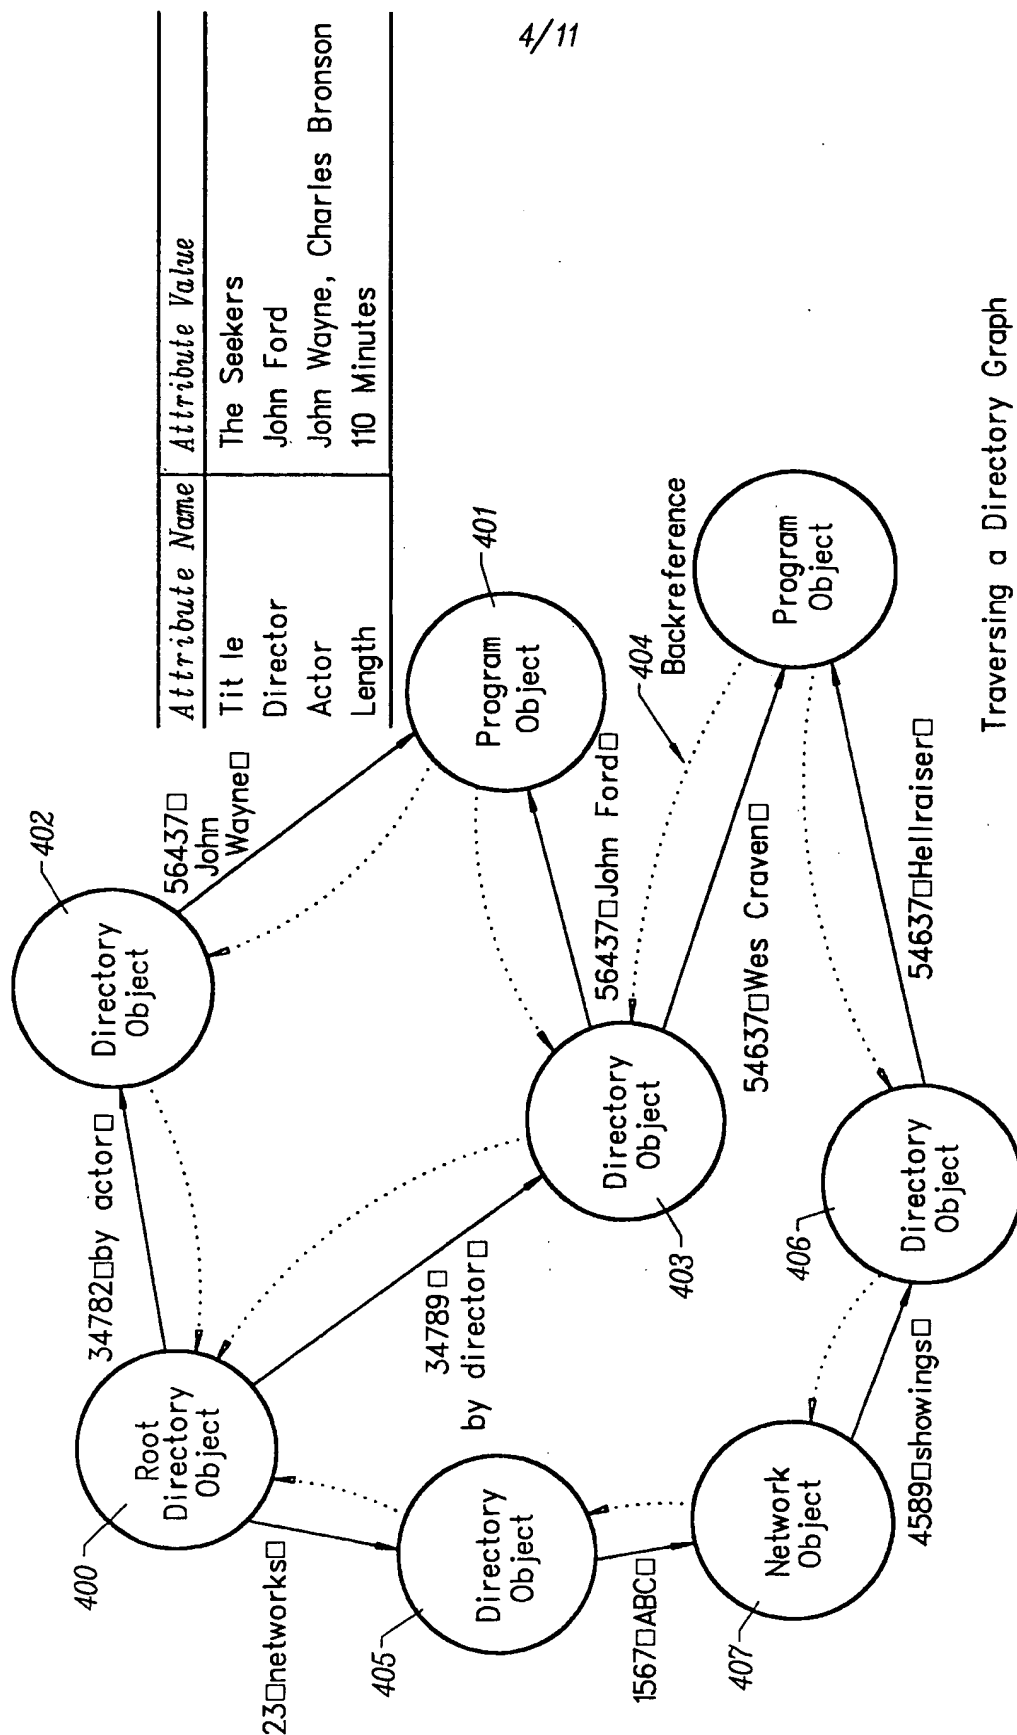 4/11
Attribute Name Attribute Value
Tit le The Seekers
Director John Ford
Actor John Wayne, Charles Bronson
Length 110 Minutes
402
Directory
Object
56437□
John
Wayne□
34782□by actor□
400
Root
Directory
Object
401
Program
Object
23□networks□
34789□
by director□
56437□John Ford□
404
Backreference
405
Directory
Object
Directory
Object
403
54637□Wes Craven□
Program
Object
1567□ABC□
407
Network
Object
406
Directory
Object
54637□Hellraiser□
4589□showings□
Traversing a Directory Graph